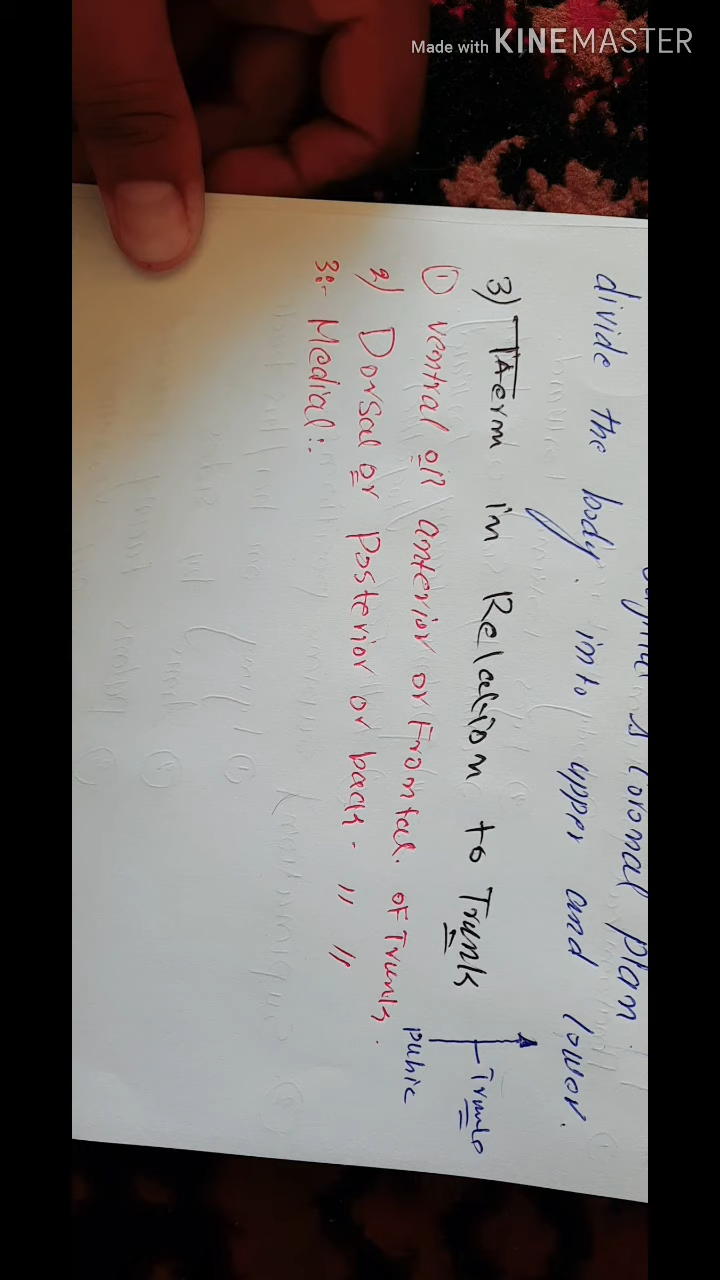 Made with KINEMASTER
s Coronal plan
divide the body. into upper and lower.
3) TAerm in Relation to Trunk
Trunk
pubic
① ventral or anterior or Frontal. of Trunk.
2) Dorsal or Posterior or back - " "
3:- Medial:.